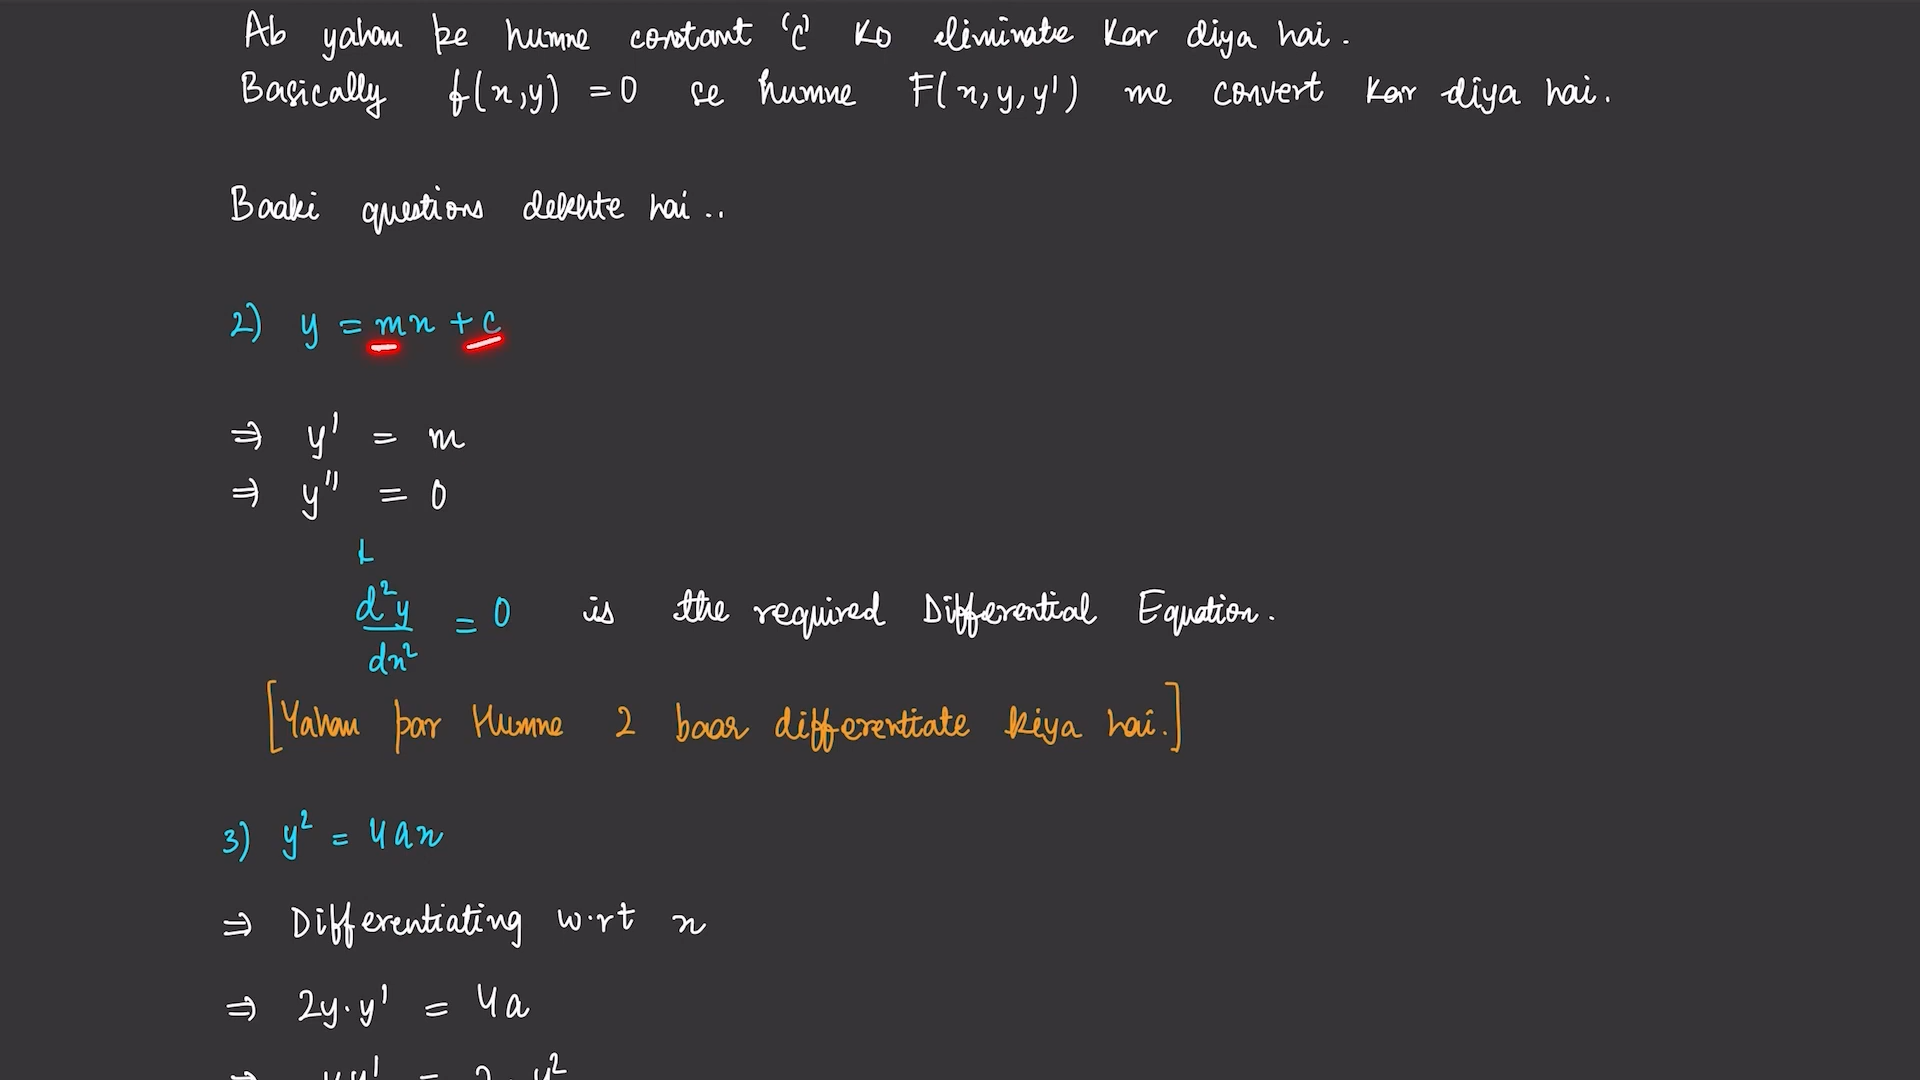 Ab yahan pe humne constant 'c' ko eliminate kar diya hai.
Basically f(x,y) = 0 se humne F(x,y,y') me convert kar diya hai.
Baaki questions dekhte hai..
2) y = mx + c
⇒ y' = m
⇒ y'' = 0
d²y/dx² = 0 is the required Differential Equation.
[Yahan par Humne 2 baar differentiate kiya hai.]
3) y² = 4ax
⇒ Differentiating w.r.t x
⇒ 2y.y' = 4a